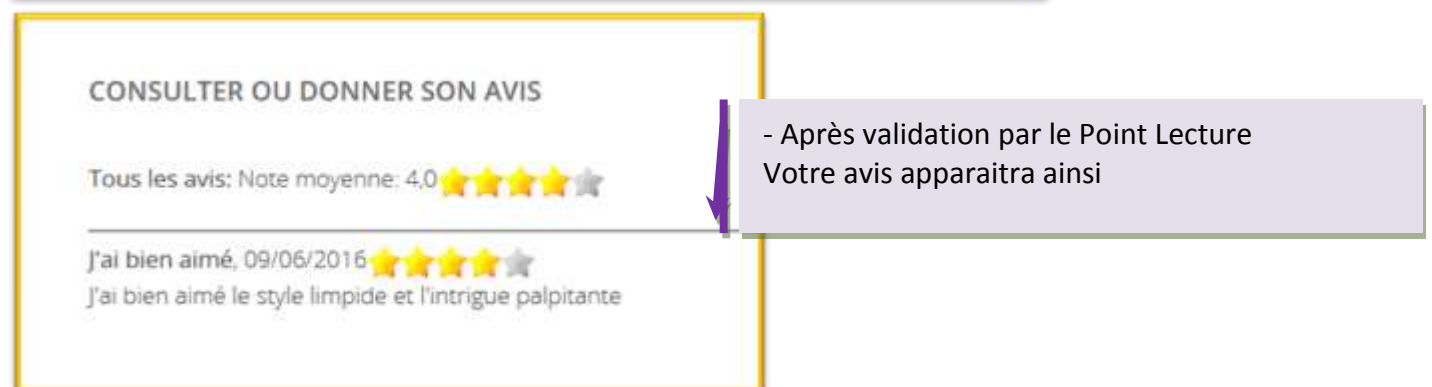 CONSULTER OU DONNER SON AVIS
- Après validation par le Point Lecture
Votre avis apparaitra ainsi
Tous les avis: Note moyenne: 4,0
J'ai bien aimé, 09/06/2016
J'ai bien aimé le style limpide et l'intrigue palpitante